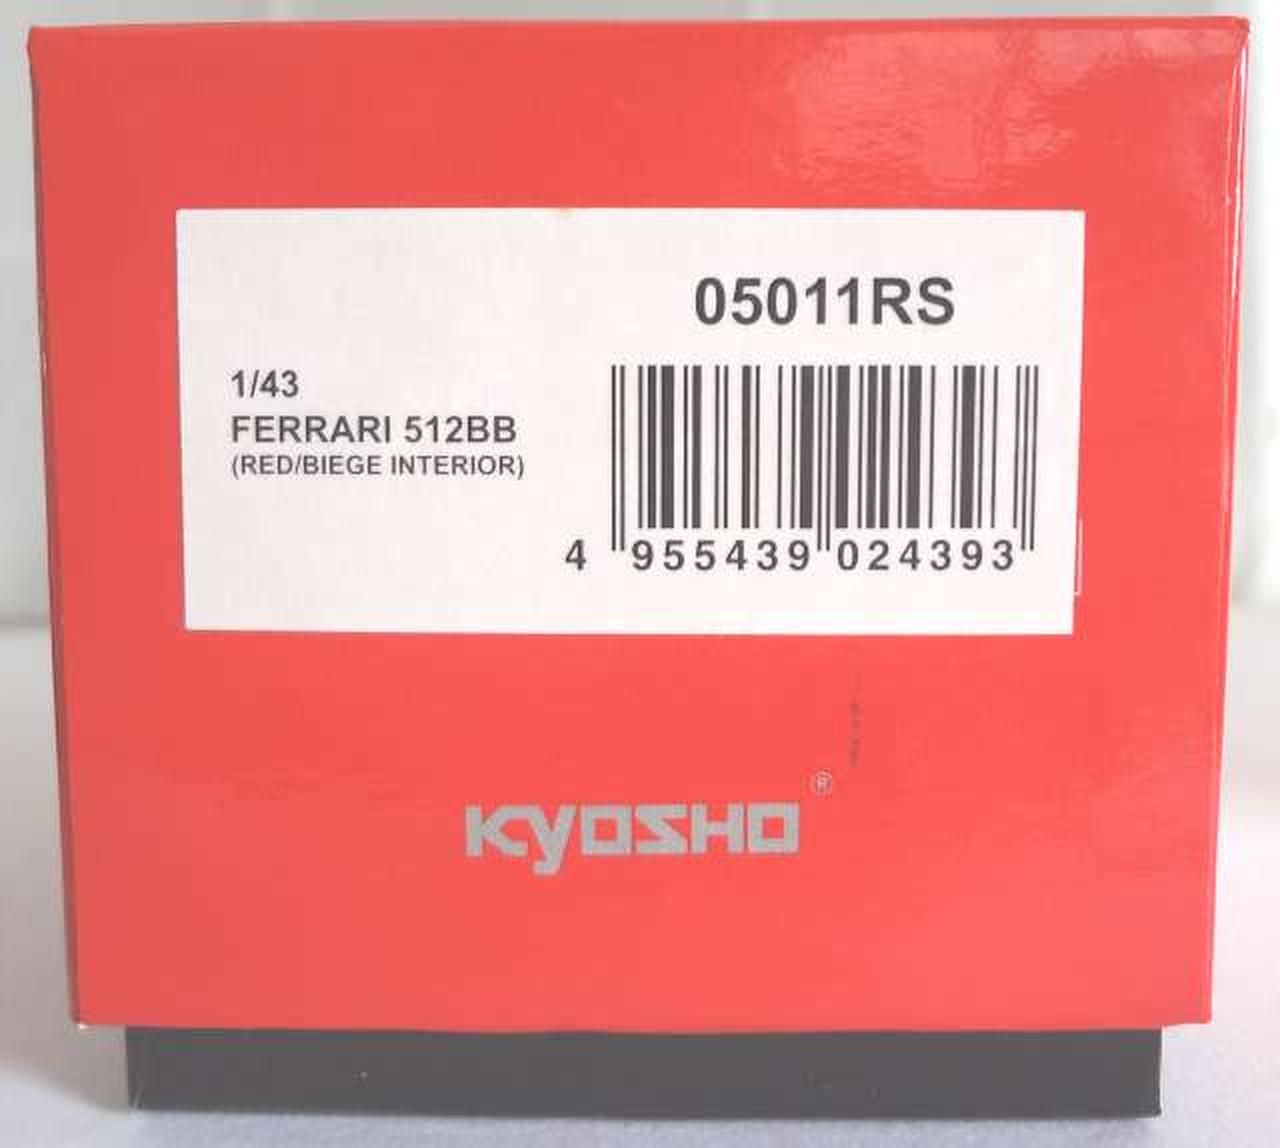 05011RS
1/43
FERRARI 512BB
(RED/BIEGE INTERIOR)
4 955439 024393
KYOSHO ®